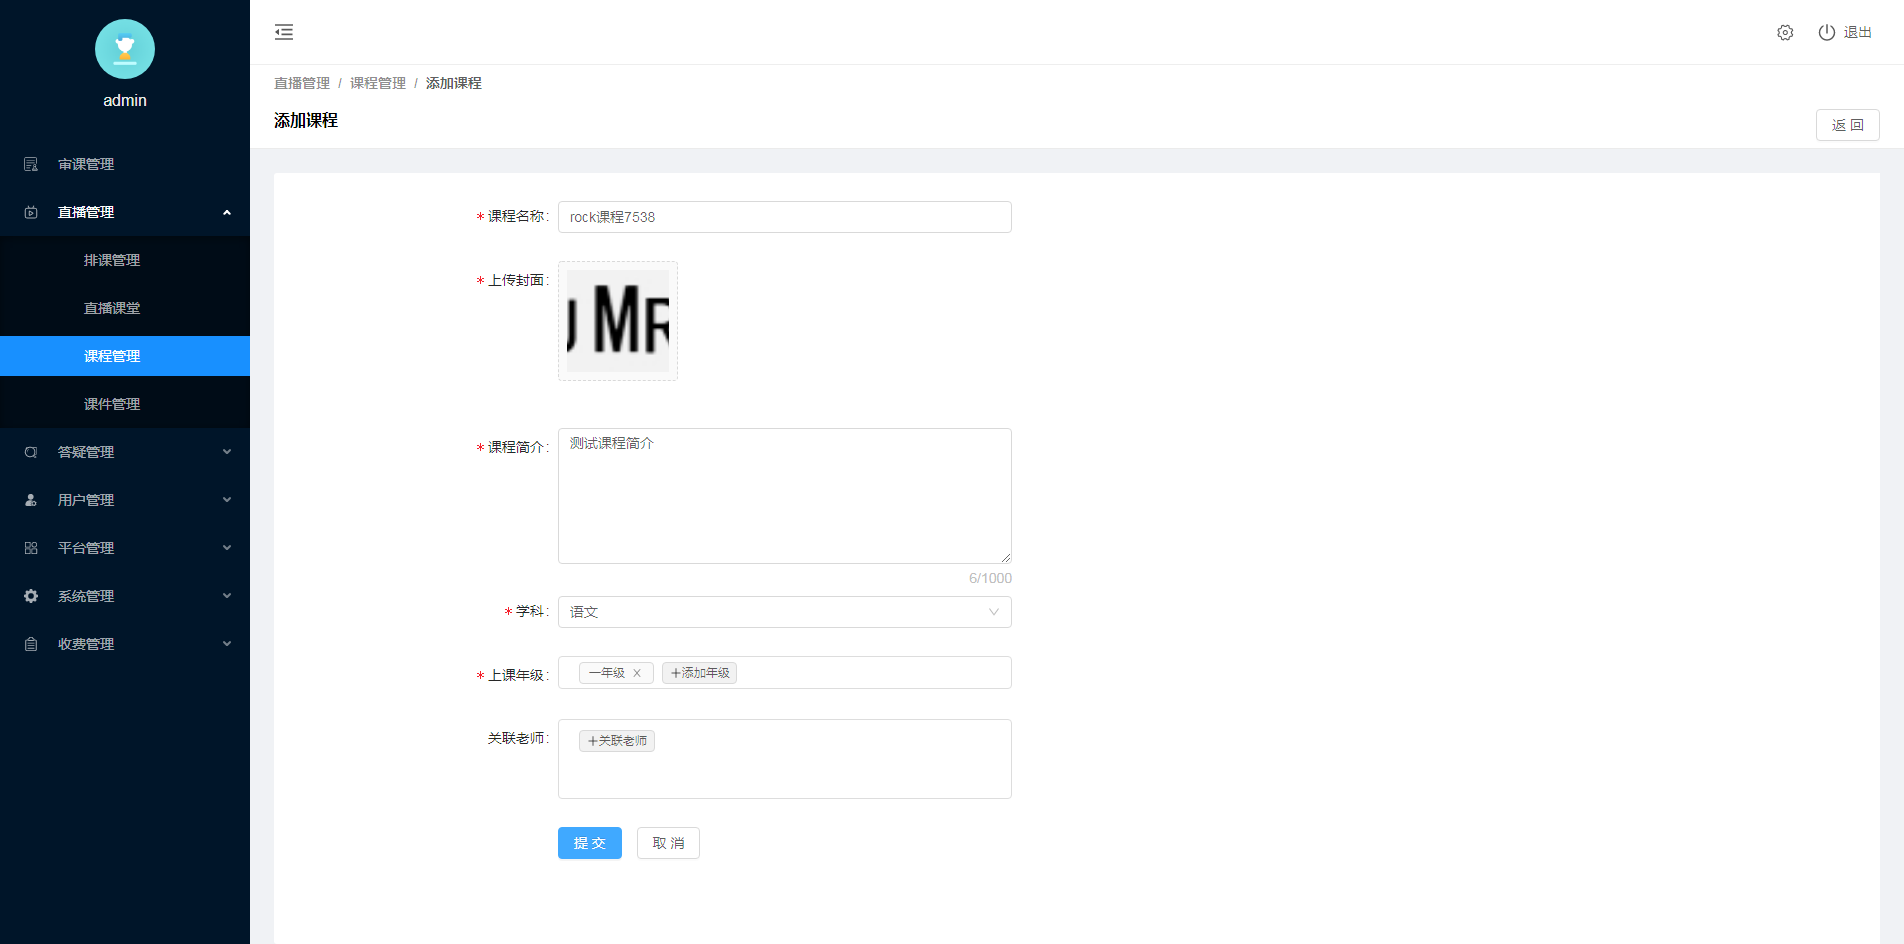 admin
审课管理
直播管理
排课管理
直播课堂
课程管理
课件管理
答疑管理
用户管理
平台管理
系统管理
收费管理
退出
直播管理 / 课程管理 / 添加课程
添加课程
返 回
* 课程名称: rock课程7538
* 上传封面:
MR
* 课程简介: 测试课程简介
6/1000
* 学科: 语文
* 上课年级: 一年级 x +添加年级
关联老师: +关联老师
提 交 取 消